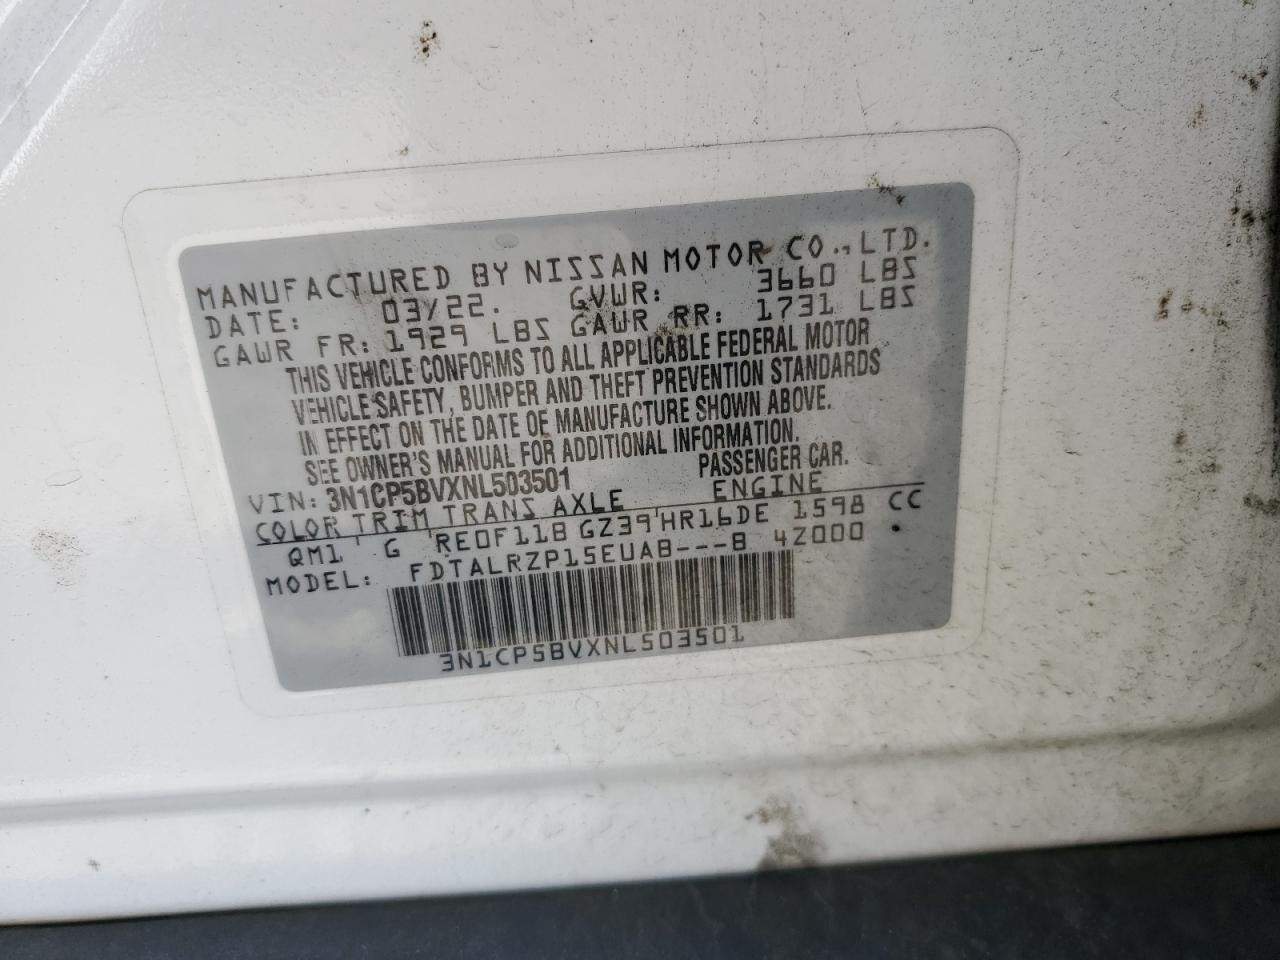 MANUFACTURED BY NISSAN MOTOR CO., LTD.
DATE: 03/22. GVWR: 3660 LBS
GAWR FR: 1929 LBS GAWR RR: 1731 LBS
THIS VEHICLE CONFORMS TO ALL APPLICABLE FEDERAL MOTOR
VEHICLE SAFETY, BUMPER AND THEFT PREVENTION STANDARDS
IN EFFECT ON THE DATE OF MANUFACTURE SHOWN ABOVE.
SEE OWNER'S MANUAL FOR ADDITIONAL INFORMATION.
VIN: 3N1CP5BVXNL503501 PASSENGER CAR.
COLOR TRIM TRANS AXLE ENGINE
QM1 G RE0F11B GZ39 HR16DE 1598 CC
MODEL: FDTALRZP15EUAB---B 4Z000
3N1CP5BVXNL503501